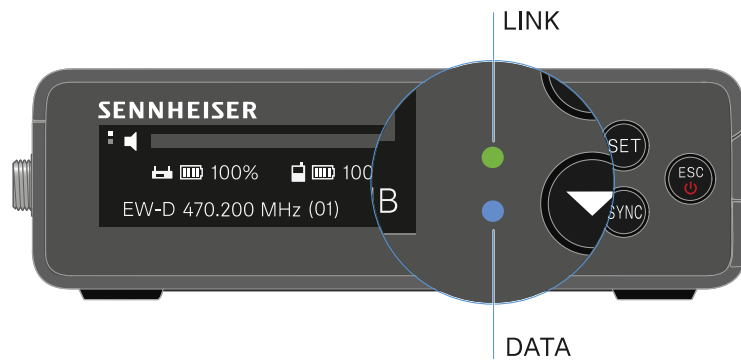 LINK
SENNHEISER
100% 100
EW-D 470.200 MHz (01) B
SET
ESC
SYNC
DATA